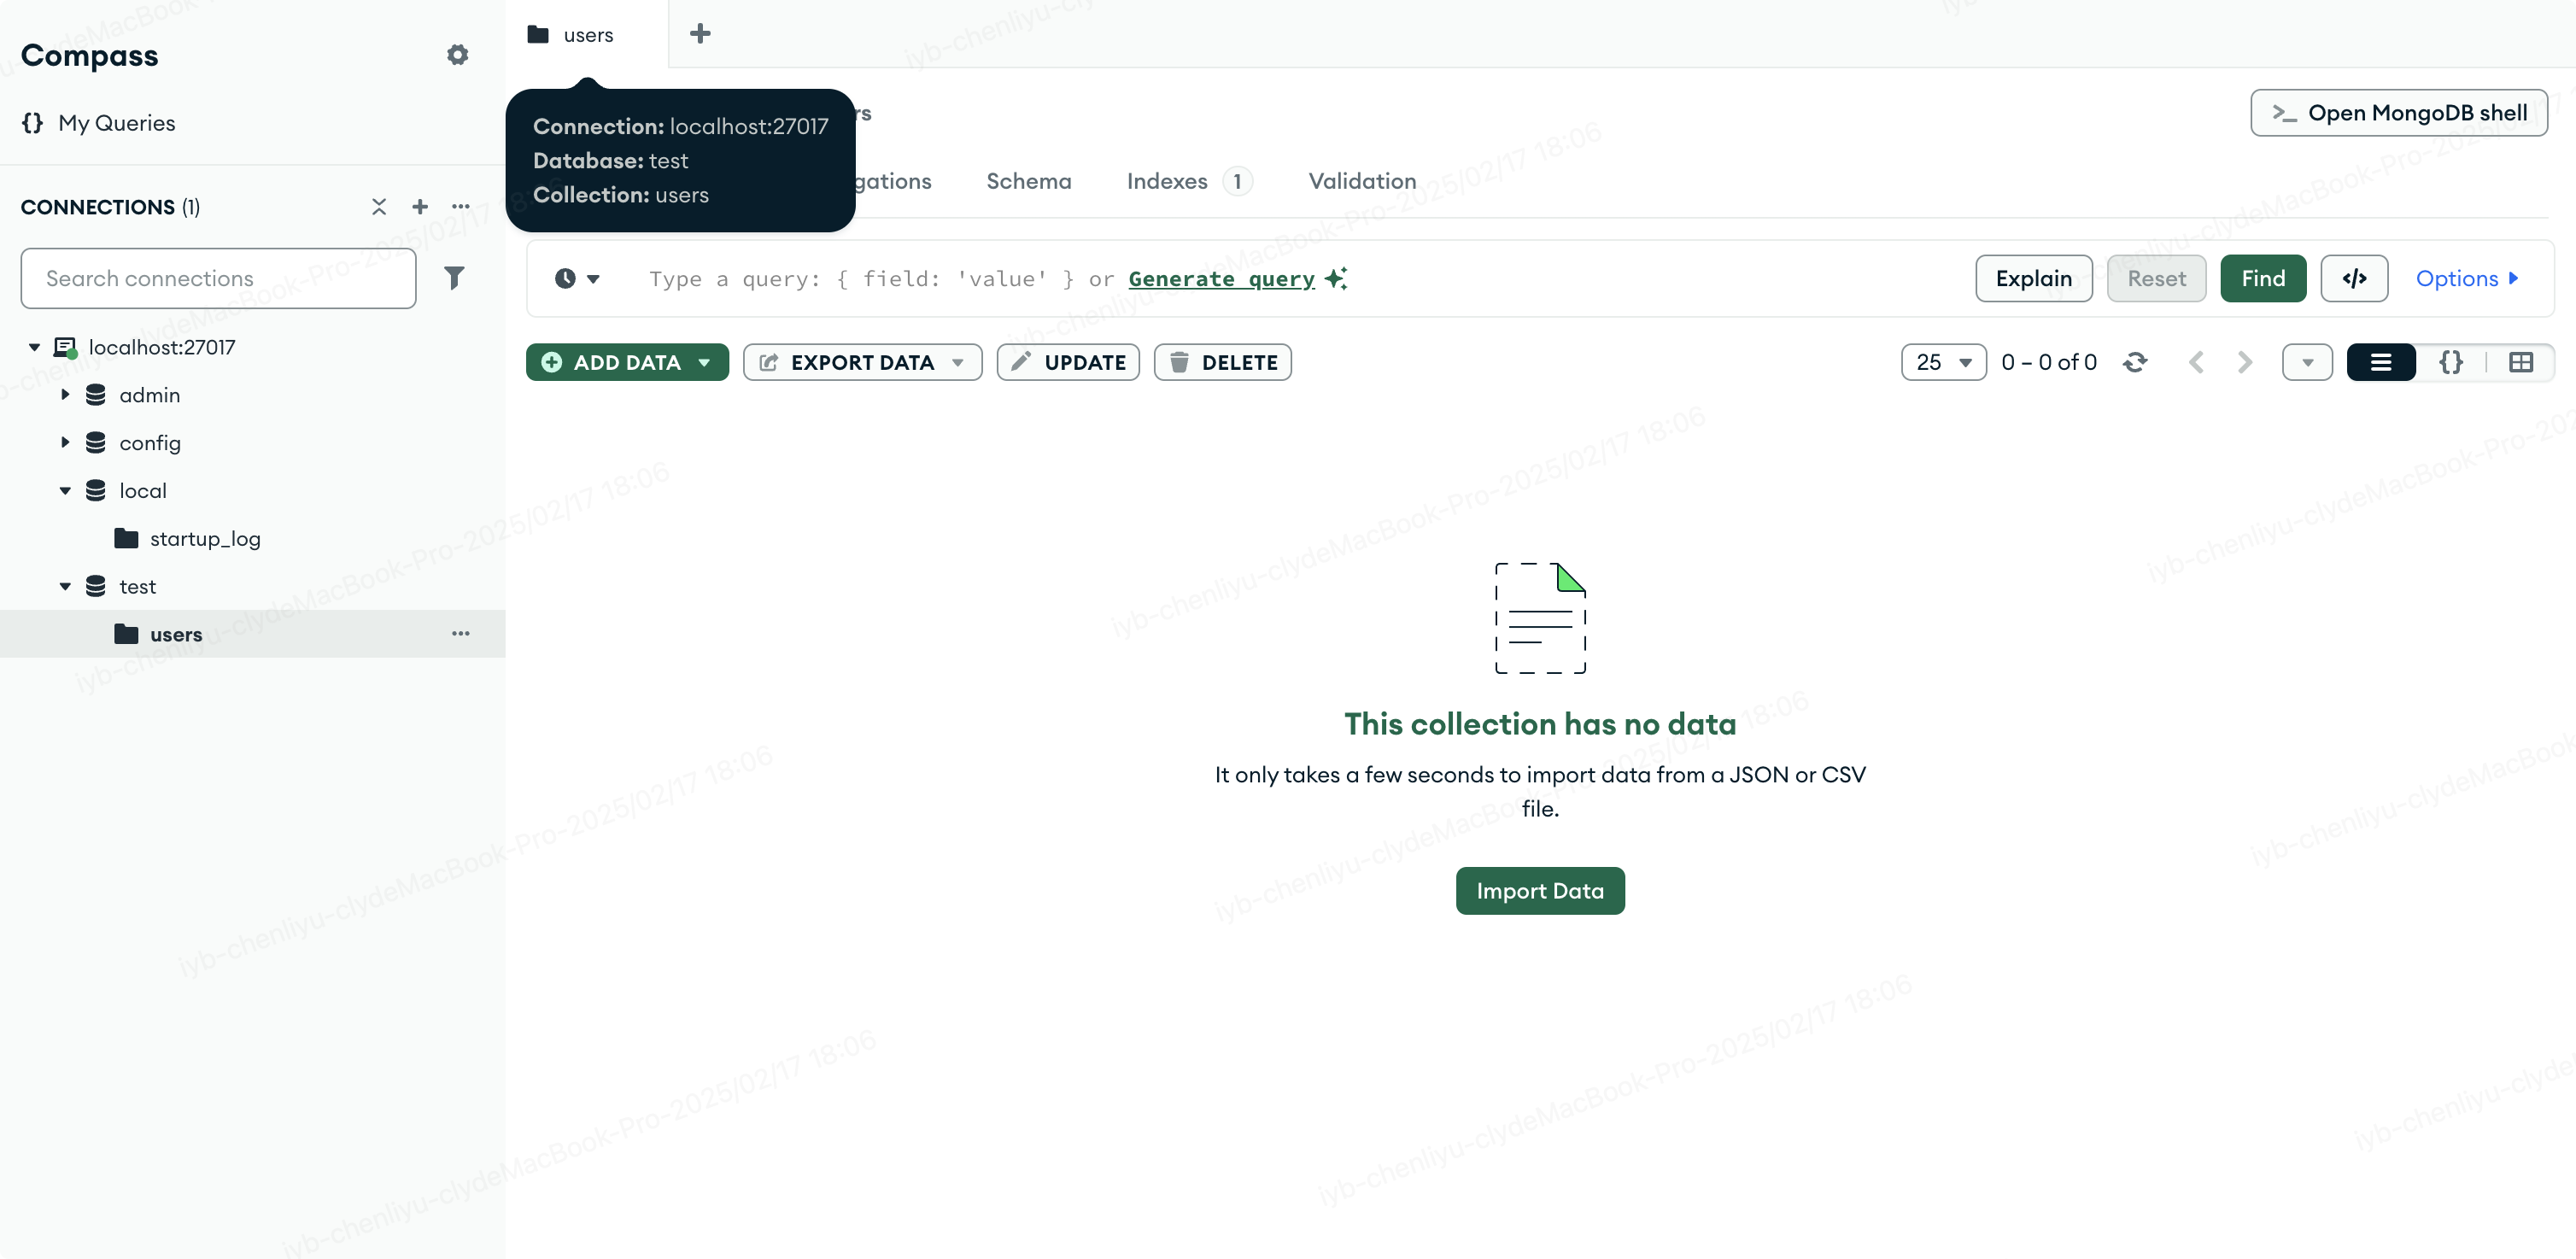 Compass
My Queries
CONNECTIONS (1)
Search connections
localhost:27017
admin
config
local
startup_log
test
users
users
Connection: localhost:27017
Database: test
Collection: users
rs
Open MongoDB shell
gations
Schema
Indexes 1
Validation
Type a query: { field: 'value' } or Generate query
Explain
Reset
Find
</>
Options
ADD DATA
EXPORT DATA
UPDATE
DELETE
25
0 – 0 of 0
This collection has no data
It only takes a few seconds to import data from a JSON or CSV
file.
Import Data
iyb-chenliyu-clydeMacBook-Pro-2025/02/17 18:06